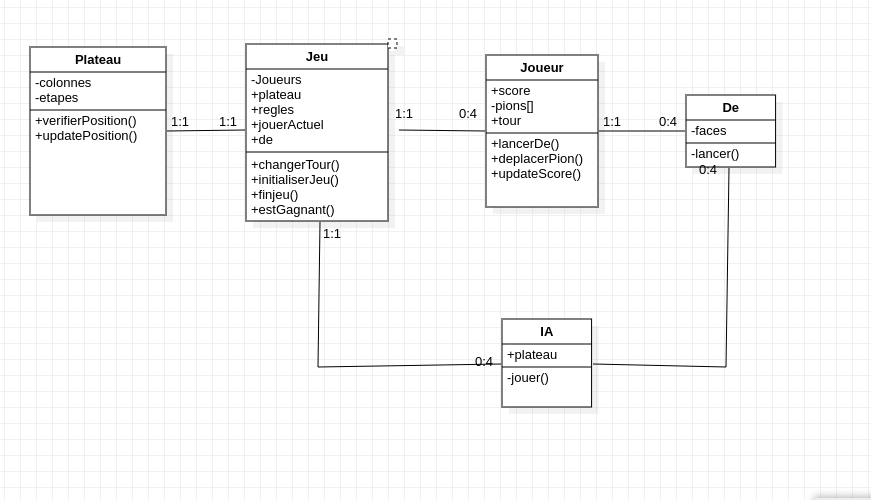 Plateau
-colonnes
-etapes
+verifierPosition()
+updatePosition()
1:1
1:1
Jeu
-Joueurs
+plateau
+regles
+jouerActuel
+de
+changerTour()
+initialiserJeu()
+finjeu()
+estGagnant()
1:1
1:1
0:4
Joueur
+score
-pions[]
+tour
+lancerDe()
+deplacerPion()
+updateScore()
1:1
0:4
De
-faces
-lancer()
0:4
0:4
IA
+plateau
-jouer()